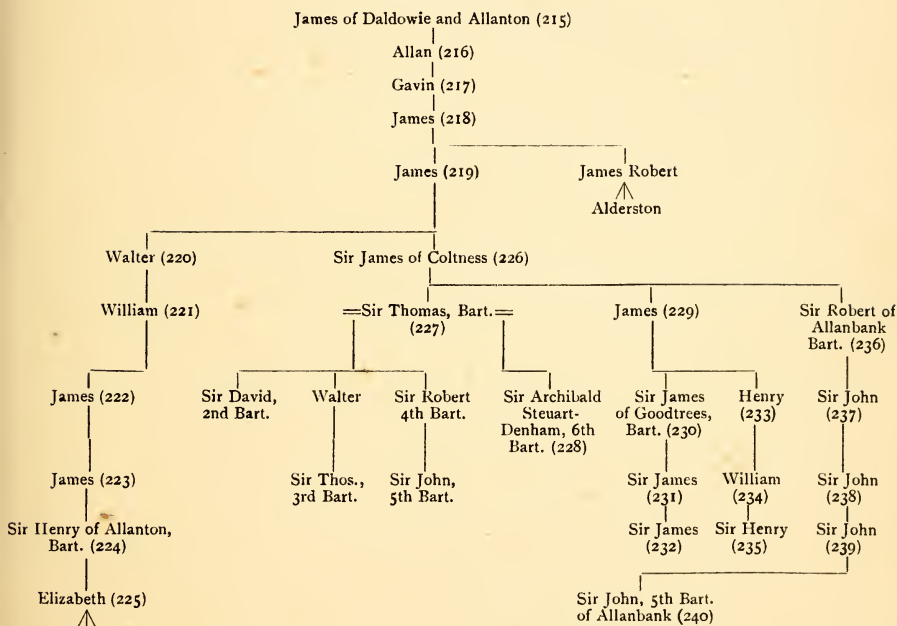 James of Daldowie and Allanton (215)
Allan (216)
Gavin (217)
James (218)
James (219)
James Robert
Alderston
Walter (220)
Sir James of Coltness (226)
William (221)
Sir Thomas, Bart.
(227)
James (229)
Sir Robert of
Allanbank
Bart. (236)
James (222)
Sir David,
2nd Bart.
Walter
Sir Robert
4th Bart.
Sir Archibald
Steuart-
Denham, 6th
Bart. (228)
Sir James
of Goodtrees,
Bart. (230)
Henry
(233)
Sir John
(237)
James (223)
Sir Thos.,
3rd Bart.
Sir John,
5th Bart.
Sir James
(231)
William
(234)
Sir John
(238)
Sir Henry of Allanton,
Bart. (224)
Sir James
(232)
Sir Henry
(235)
Sir John
(239)
Elizabeth (225)
Sir John, 5th Bart.
of Allanbank (240)